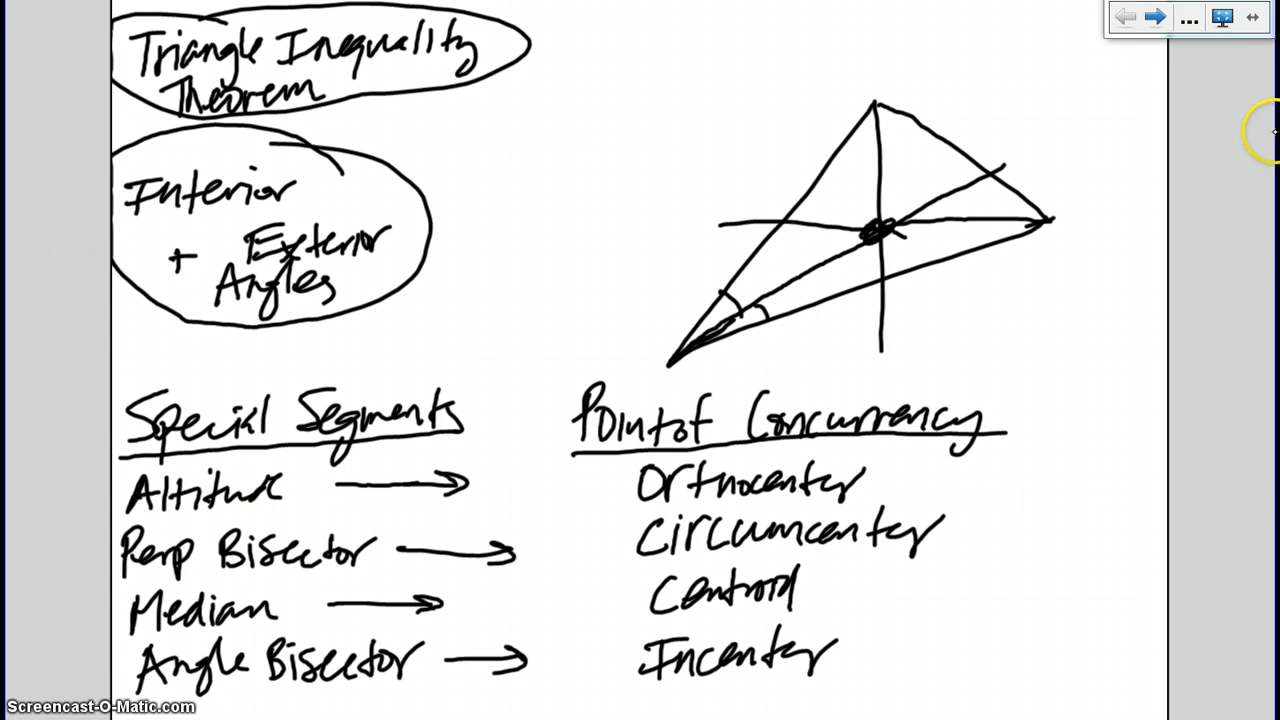 Triangle Inequality
Theorem
Interior
+ Exterior
Angles
Special Segments
Point of Concurrency
Altitude → Orthocenter
Perp Bisector → Circumcenter
Median → Centroid
Angle Bisector → Incenter
Screencast-O-Matic.com